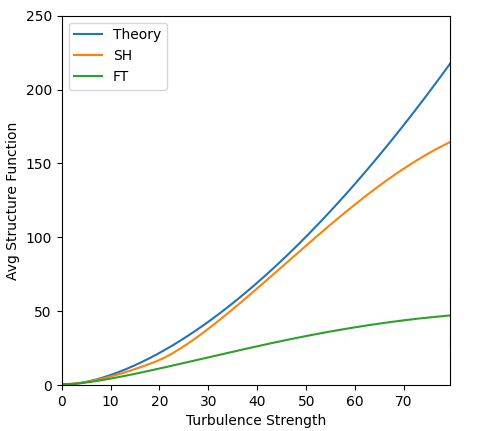 250
200
150
100
50
0
Avg Structure Function
Theory
SH
FT
0 10 20 30 40 50 60 70
Turbulence Strength